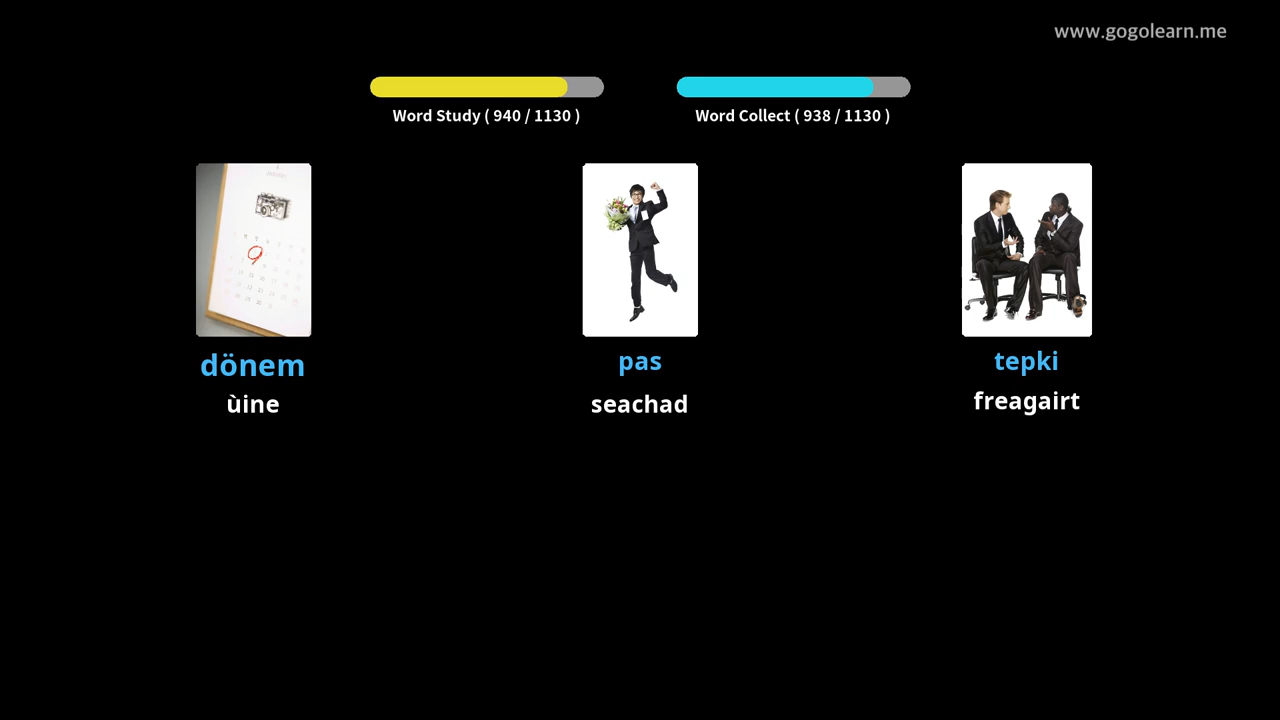 www.gogolearn.me
Word Study ( 940 / 1130 )
Word Collect ( 938 / 1130 )
dönem
ùine
pas
seachad
tepki
freagairt